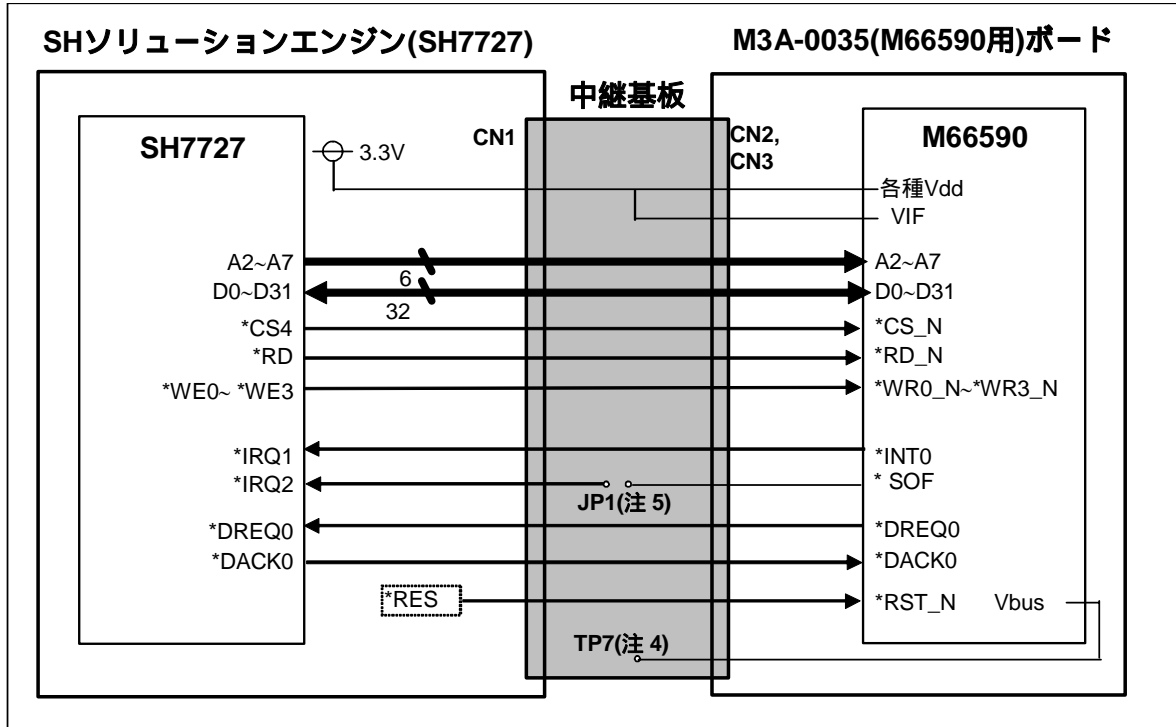 SHソリューションエンジン(SH7727)
M3A-0035(M66590用)ボード
中継基板
SH7727
3.3V
CN1
CN2,
CN3
M66590
各種Vdd
VIF
A2~A7
6
A2~A7
D0~D31
32
D0~D31
*CS4
*CS_N
*RD
*RD_N
*WE0~ *WE3
*WR0_N~*WR3_N
*IRQ1
*INT0
*IRQ2
JP1(注 5)
* SOF
*DREQ0
*DREQ0
*DACK0
*DACK0
*RES
*RST_N
Vbus
TP7(注 4)